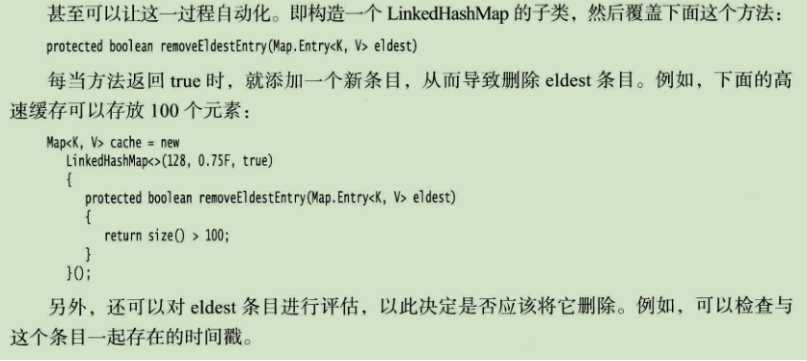 甚至可以让这一过程自动化。即构造一个 LinkedHashMap 的子类，然后覆盖下面这个方法：
protected boolean removeEldestEntry(Map.Entry<K, V> eldest)
每当方法返回 true 时，就添加一个新条目，从而导致删除 eldest 条目。例如，下面的高
速缓存可以存放 100 个元素：
Map<K, V> cache = new
LinkedHashMap<>(128, 0.75F, true)
{
protected boolean removeEldestEntry(Map.Entry<K, V> eldest)
{
return size() > 100;
}
}();
另外，还可以对 eldest 条目进行评估，以此决定是否应该将它删除。例如，可以检查与
这个条目一起存在的时间戳。